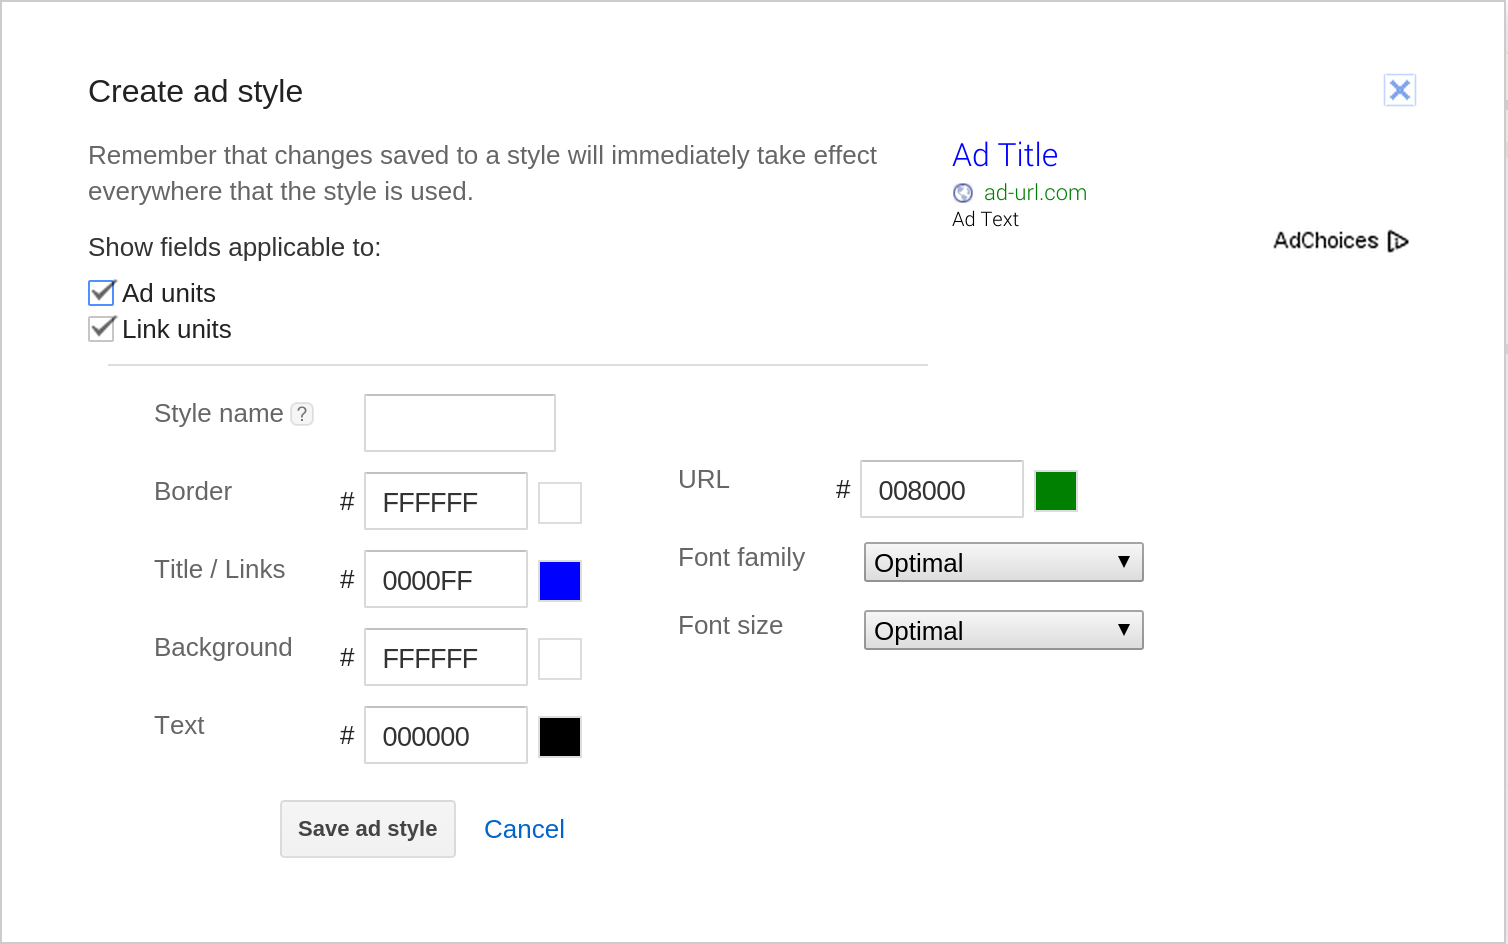 Create ad style
Remember that changes saved to a style will immediately take effect
everywhere that the style is used.
Ad Title
ad-url.com
Ad Text
AdChoices
Show fields applicable to:
Ad units
Link units
Style name ?
Border # FFFFFF
Title / Links # 0000FF
Background # FFFFFF
Text # 000000
URL # 008000
Font family Optimal
Font size Optimal
Save ad style Cancel